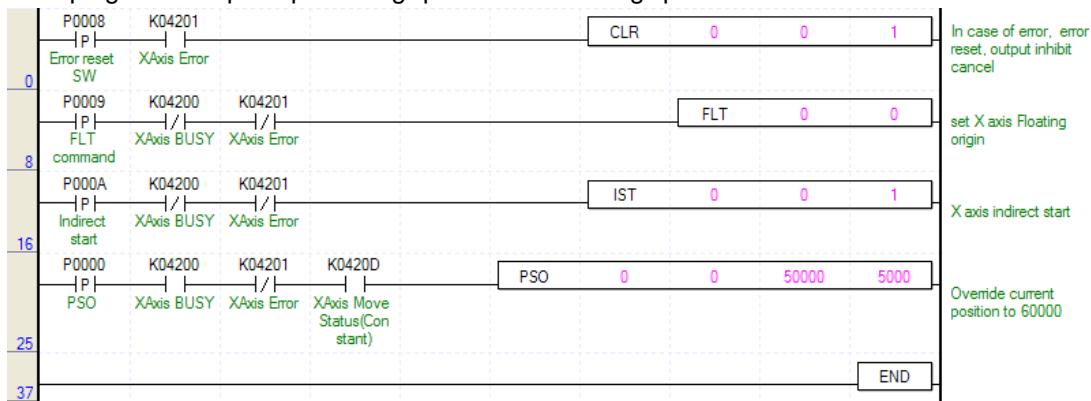 P0008 K04201
P CLR 0 0 1
Error reset SW XAxis Error
In case of error, error reset, output inhibit cancel
0
P0009 K04200 K04201
P FLT 0 0
FLT command XAxis BUSY XAxis Error
set X axis Floating origin
8
P000A K04200 K04201
P IST 0 0 1
Indirect start XAxis BUSY XAxis Error
X axis indirect start
16
P0000 K04200 K04201 K0420D
P PSO 0 0 50000 5000
PSO XAxis BUSY XAxis Error XAxis Move Status(Constant)
Override current position to 60000
25
END
37